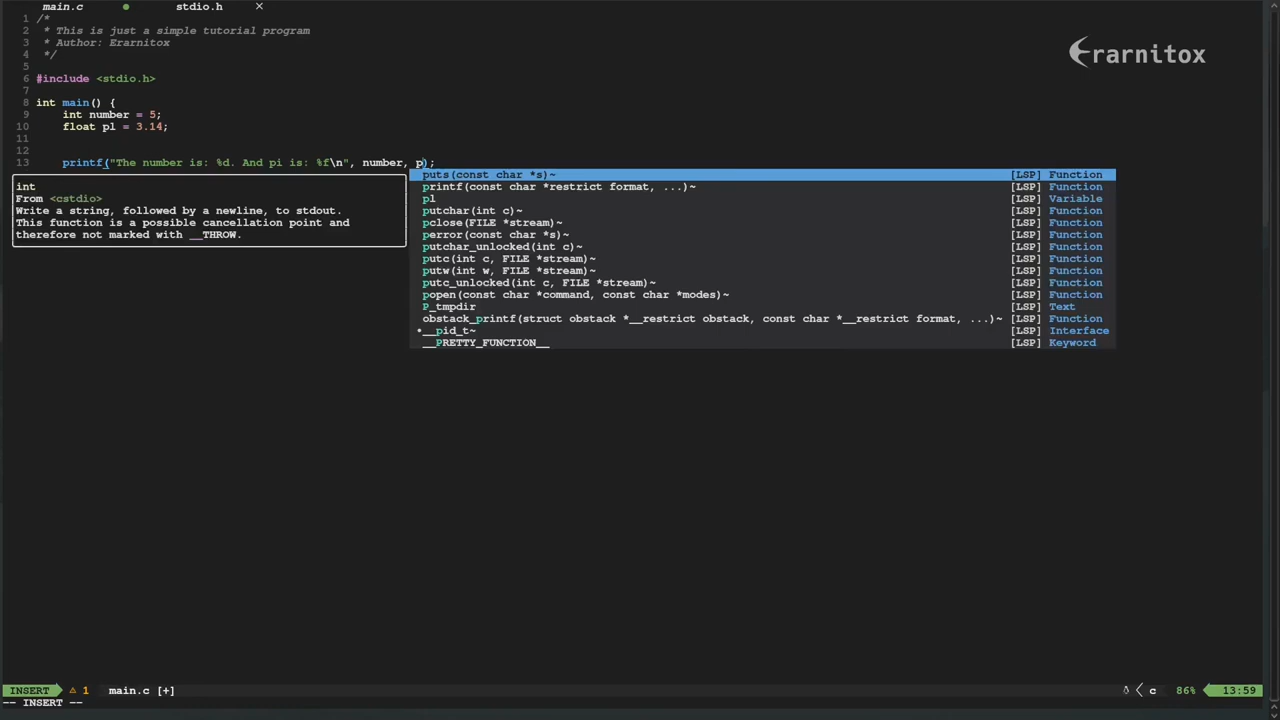 main.c ● stdio.h ×
1 /*
2  * This is just a simple tutorial program
3  * Author: Erarnitox
4  */
5
6 #include <stdio.h>
7
8 int main() {
9     int number = 5;
10     float pl = 3.14;
11
12
13     printf("The number is: %d. And pi is: %f\n", number, p);
Erarnitox
int
From <cstdio>
Write a string, followed by a newline, to stdout.
This function is a possible cancellation point and
therefore not marked with __THROW.
puts(const char *s)~ [LSP] Function
printf(const char *restrict format, ...)~ [LSP] Function
pl [LSP] Variable
putchar(int c)~ [LSP] Function
pclose(FILE *stream)~ [LSP] Function
perror(const char *s)~ [LSP] Function
putchar_unlocked(int c)~ [LSP] Function
putc(int c, FILE *stream)~ [LSP] Function
putw(int w, FILE *stream)~ [LSP] Function
putc_unlocked(int c, FILE *stream)~ [LSP] Function
popen(const char *command, const char *modes)~ [LSP] Function
P_tmpdir [LSP] Text
obstack_printf(struct obstack *__restrict obstack, const char *__restrict format, ...)~ [LSP] Function
*__pid_t~ [LSP] Interface
__PRETTY_FUNCTION__ [LSP] Keyword
INSERT ⚠ 1 main.c [+] c 86% 13:59
-- INSERT --